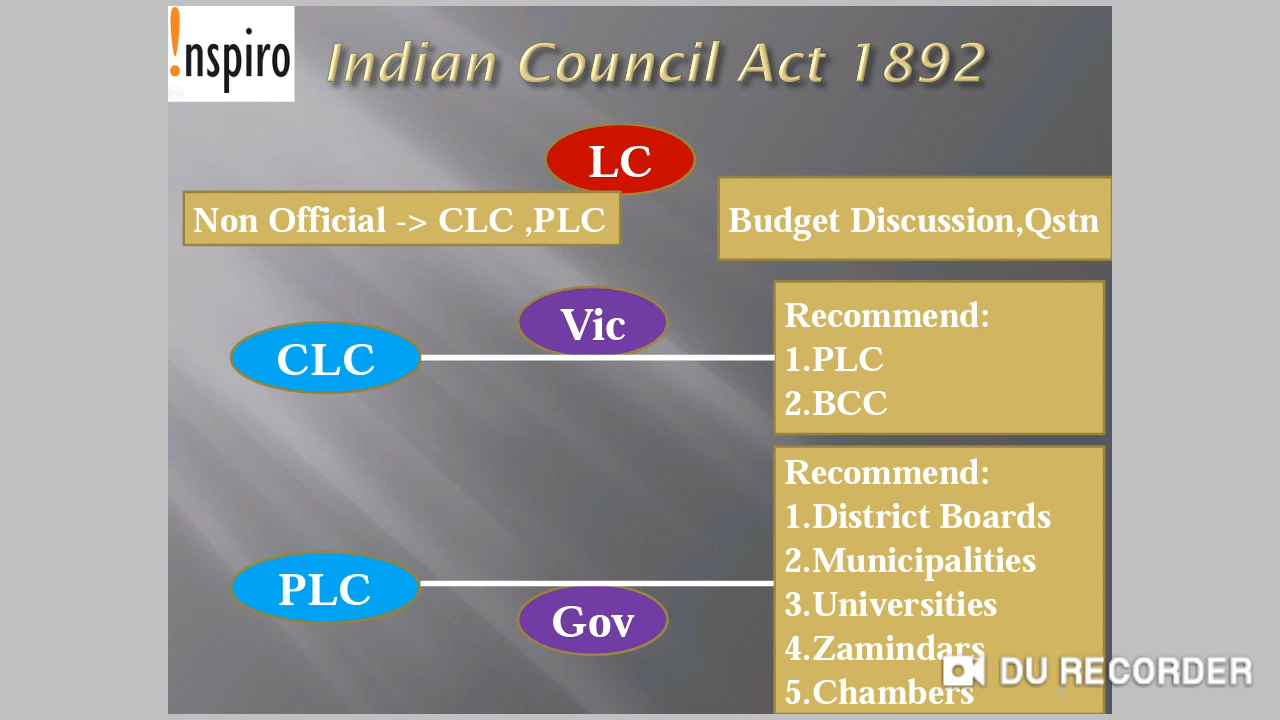 !nspiro
Indian Council Act 1892
LC
Non Official -> CLC ,PLC
Budget Discussion,Qstn
Vic
CLC
Recommend:
1.PLC
2.BCC
PLC
Gov
Recommend:
1.District Boards
2.Municipalities
3.Universities
4.Zamindars
5.Chambers
DU RECORDER